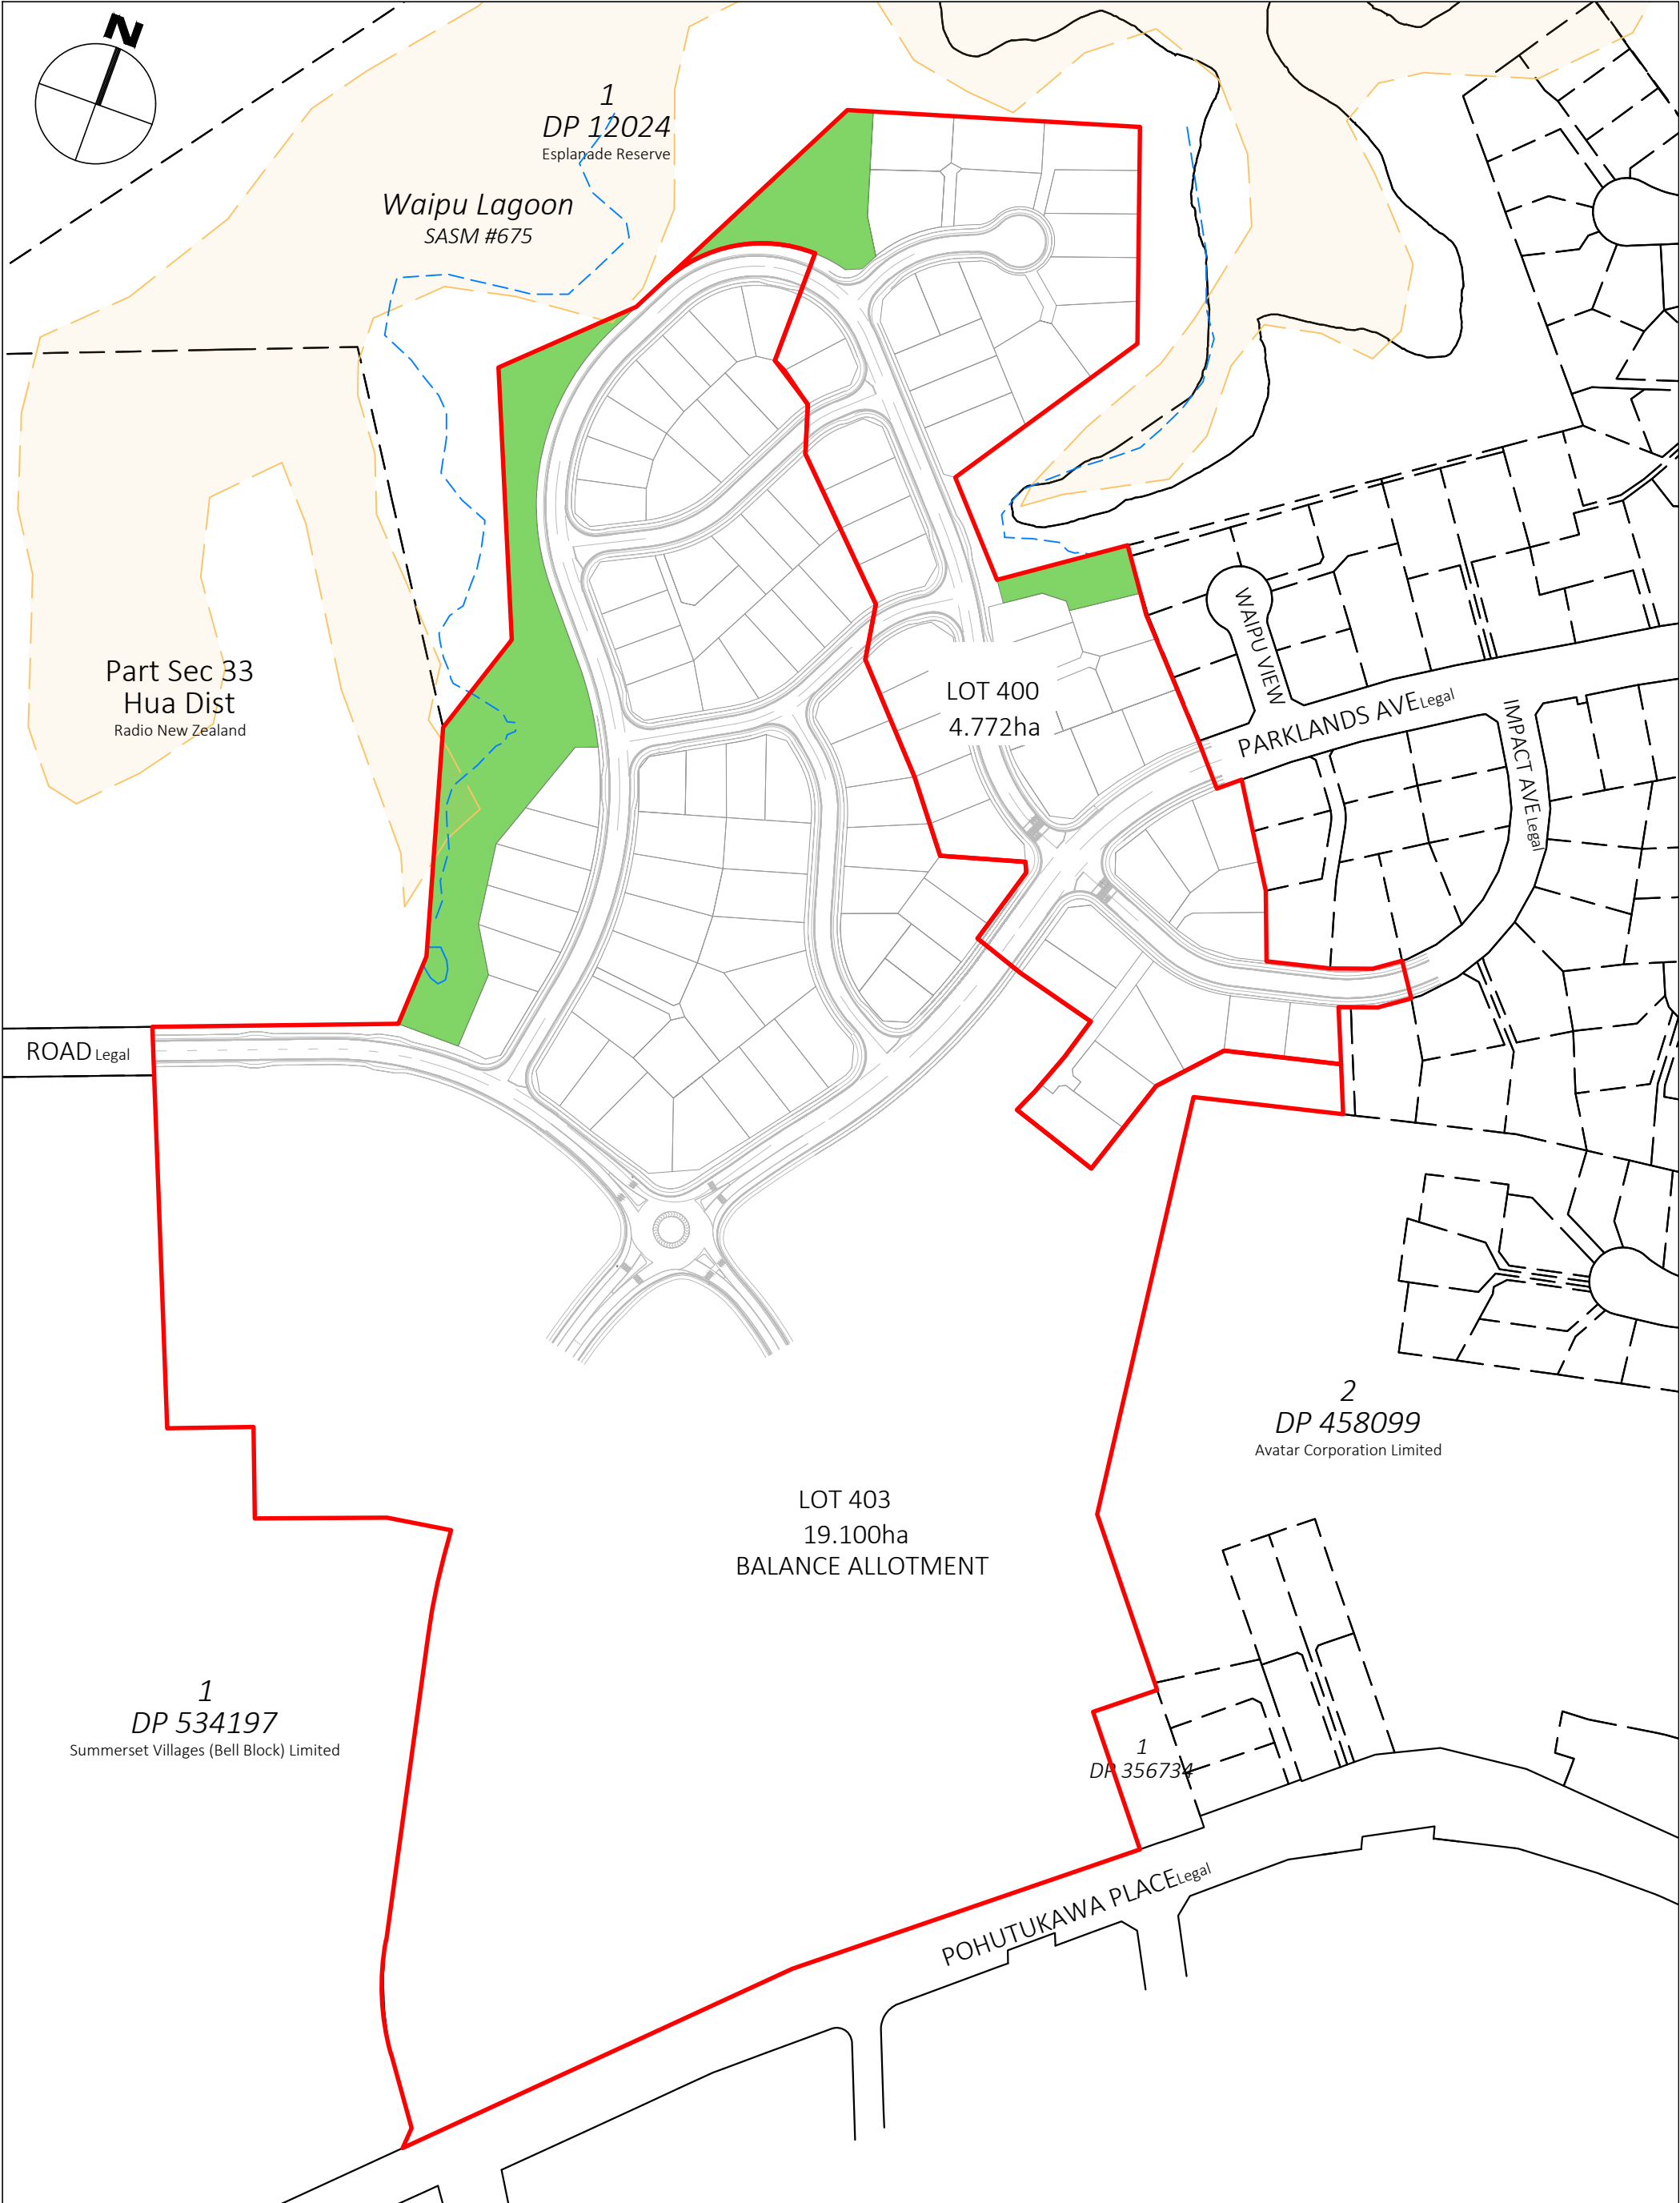 N
1
DP 12024
Esplanade Reserve
Waipu Lagoon
SASM #675
Part Sec 33
Hua Dist
Radio New Zealand
WAIPU VIEW
LOT 400
4.772ha
PARKLANDS AVE Legal
IMPACT AVE Legal
ROAD Legal
2
DP 458099
Avatar Corporation Limited
LOT 403
19.100ha
BALANCE ALLOTMENT
1
DP 534197
Summerset Villages (Bell Block) Limited
1
DP 356734
POHUTUKAWA PLACE Legal